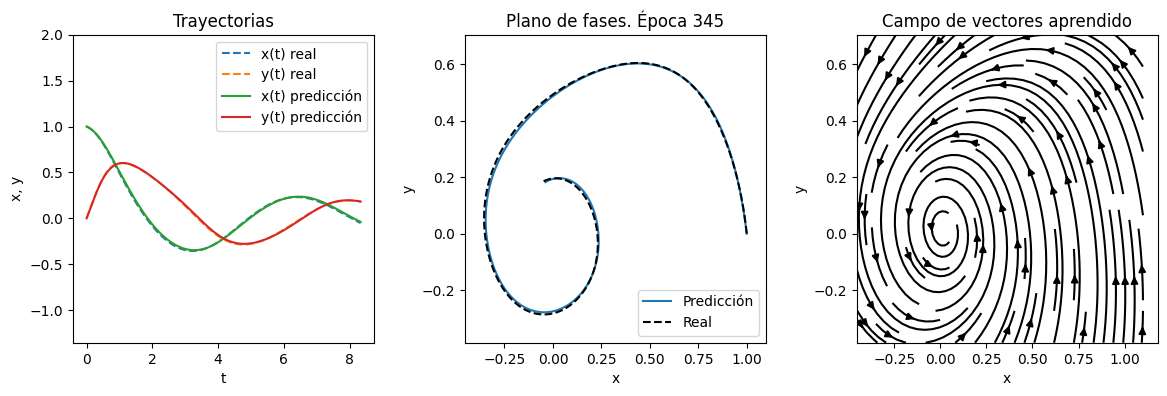 Trayectorias
2.0
1.5
1.0
0.5
0.0
−0.5
−1.0
x, y
0
2
4
6
8
t
x(t) real
y(t) real
x(t) predicción
y(t) predicción
Plano de fases. Época 345
0.6
0.4
0.2
0.0
−0.2
y
−0.25
0.00
0.25
0.50
0.75
1.00
x
Predicción
Real
Campo de vectores aprendido
0.6
0.4
0.2
0.0
−0.2
y
−0.25
0.00
0.25
0.50
0.75
1.00
x